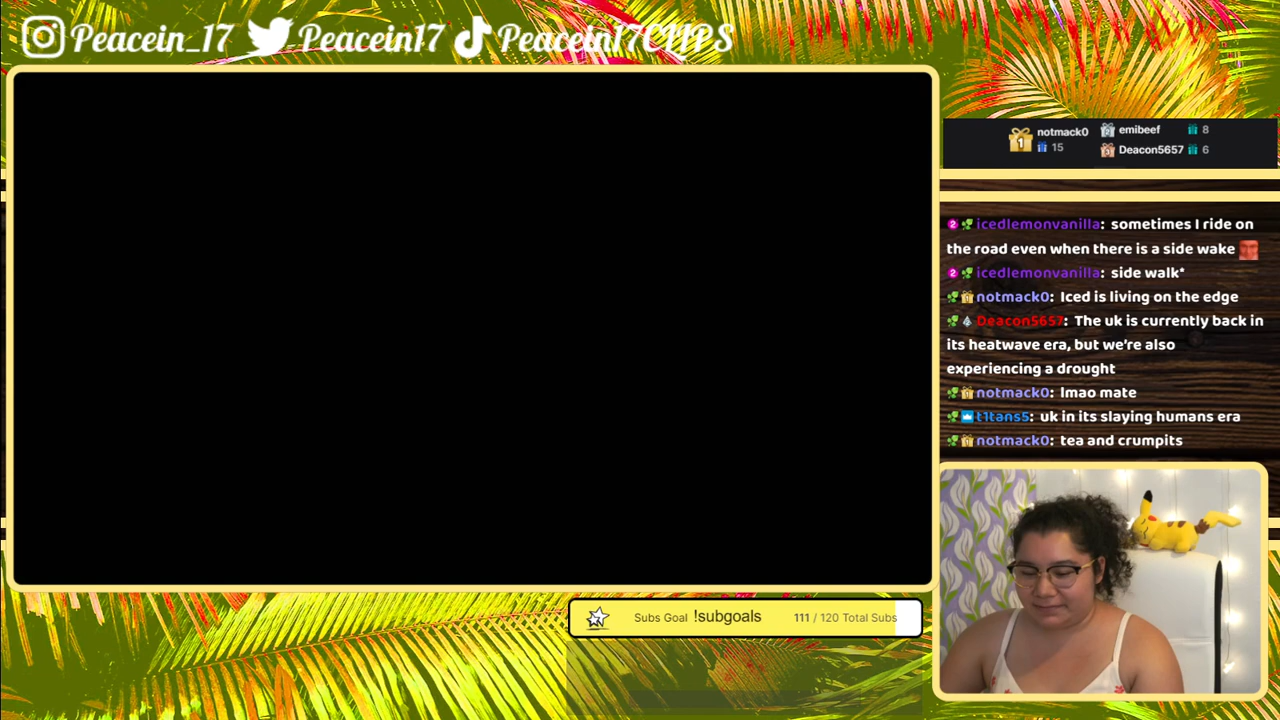 Peacein_17 Peacein17 Peacein17ClIPS
notmack0
15
emibeef 8
Deacon5657 6
icedlemonvanilla: sometimes I ride on
the road even when there is a side wake
icedlemonvanilla: side walk*
notmack0: Iced is living on the edge
Deacon5657: The uk is currently back in
its heatwave era, but we're also
experiencing a drought
notmack0: lmao mate
t1tans5: uk in its slaying humans era
notmack0: tea and crumpits
Subs Goal !subgoals 111 / 120 Total Subs